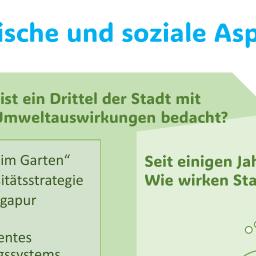 ische und soziale Asp
ist ein Drittel der Stadt mit
Umweltauswirkungen bedacht?
im Garten“
itätsstrategie
gapur
entes
gssystems
Seit einigen Jah
Wie wirken Sta